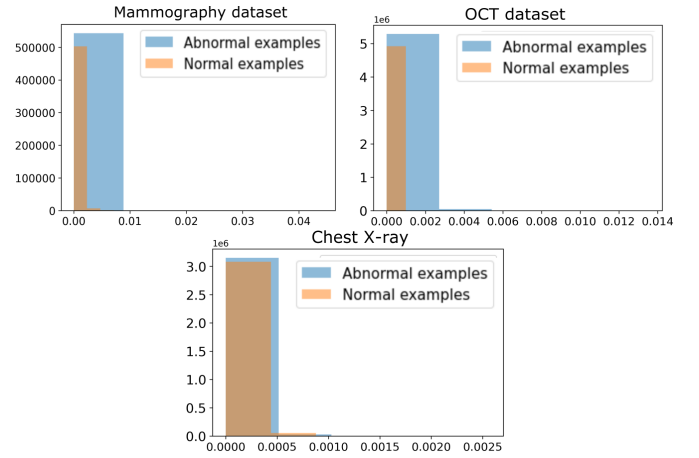 Mammography dataset
500000
400000
300000
200000
100000
0
0.00 0.01 0.02 0.03 0.04
Abnormal examples
Normal examples
OCT dataset
1e6
5
4
3
2
1
0
0.000 0.002 0.004 0.006 0.008 0.010 0.012 0.014
Abnormal examples
Normal examples
Chest X-ray
1e6
3.0
2.5
2.0
1.5
1.0
0.5
0.0
0.0000 0.0005 0.0010 0.0015 0.0020 0.0025
Abnormal examples
Normal examples